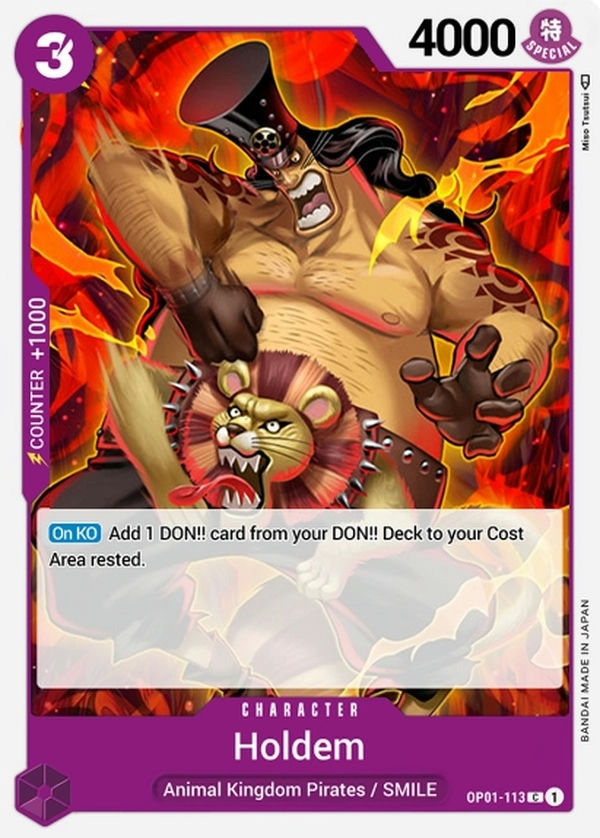 3
4000
特
SPECIAL
Miso Tsutsui
COUNTER +1000
On KO Add 1 DON!! card from your DON!! Deck to your Cost
Area rested.
BANDAI MADE IN JAPAN
CHARACTER
Holdem
Animal Kingdom Pirates / SMILE
OP01-113 C 1